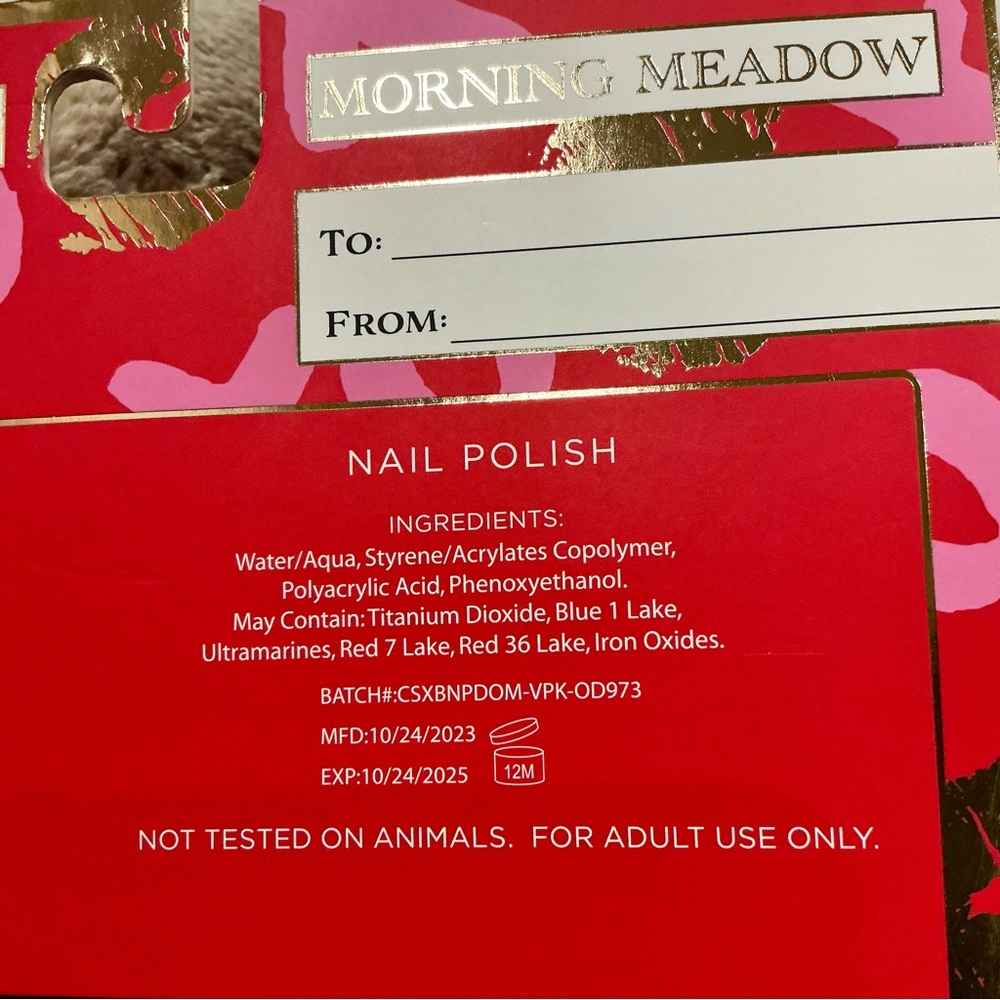 MORNING MEADOW
TO:
FROM:
NAIL POLISH
INGREDIENTS:
Water/Aqua, Styrene/Acrylates Copolymer,
Polyacrylic Acid, Phenoxyethanol.
May Contain: Titanium Dioxide, Blue 1 Lake,
Ultramarines, Red 7 Lake, Red 36 Lake, Iron Oxides.
BATCH#:CSXBNPDOM-VPK-OD973
MFD:10/24/2023
EXP:10/24/2025
12M
NOT TESTED ON ANIMALS. FOR ADULT USE ONLY.